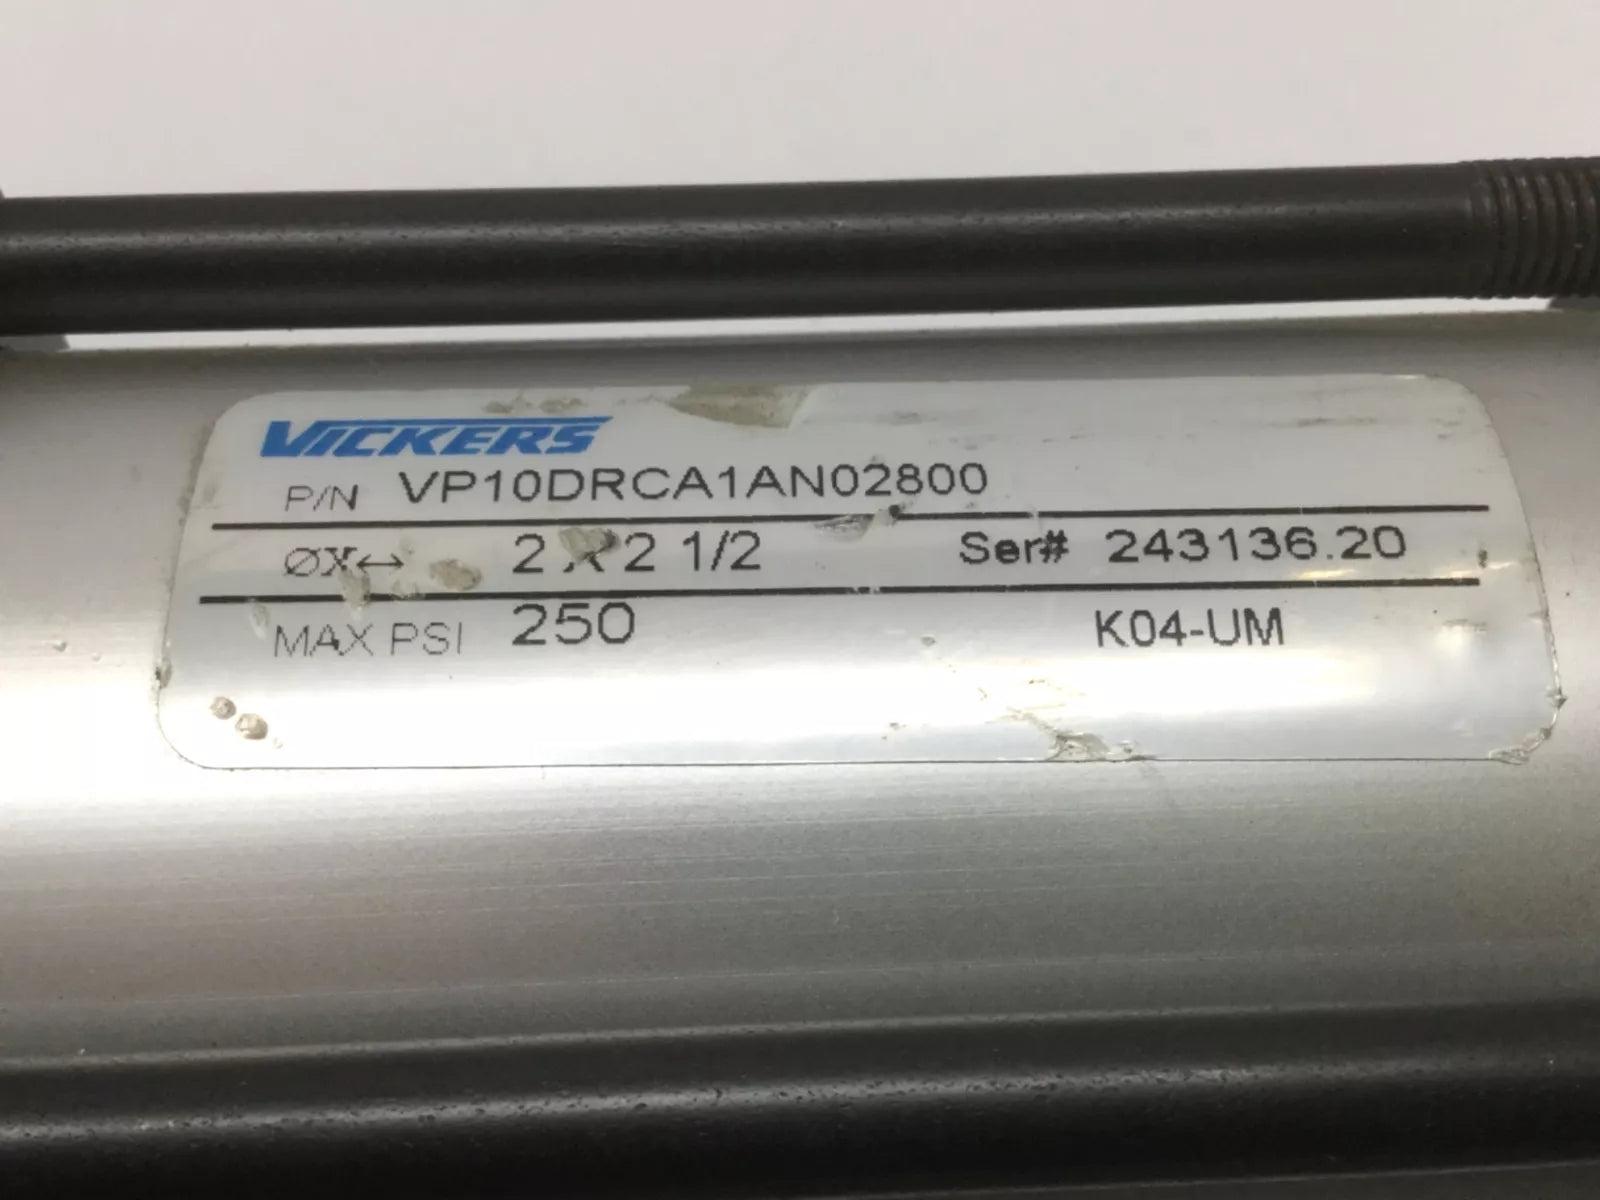 VICKERS
P/N VP10DRCA1AN02800
ØX↔ 2 X 2 1/2 Ser# 243136.20
MAX PSI 250 K04-UM